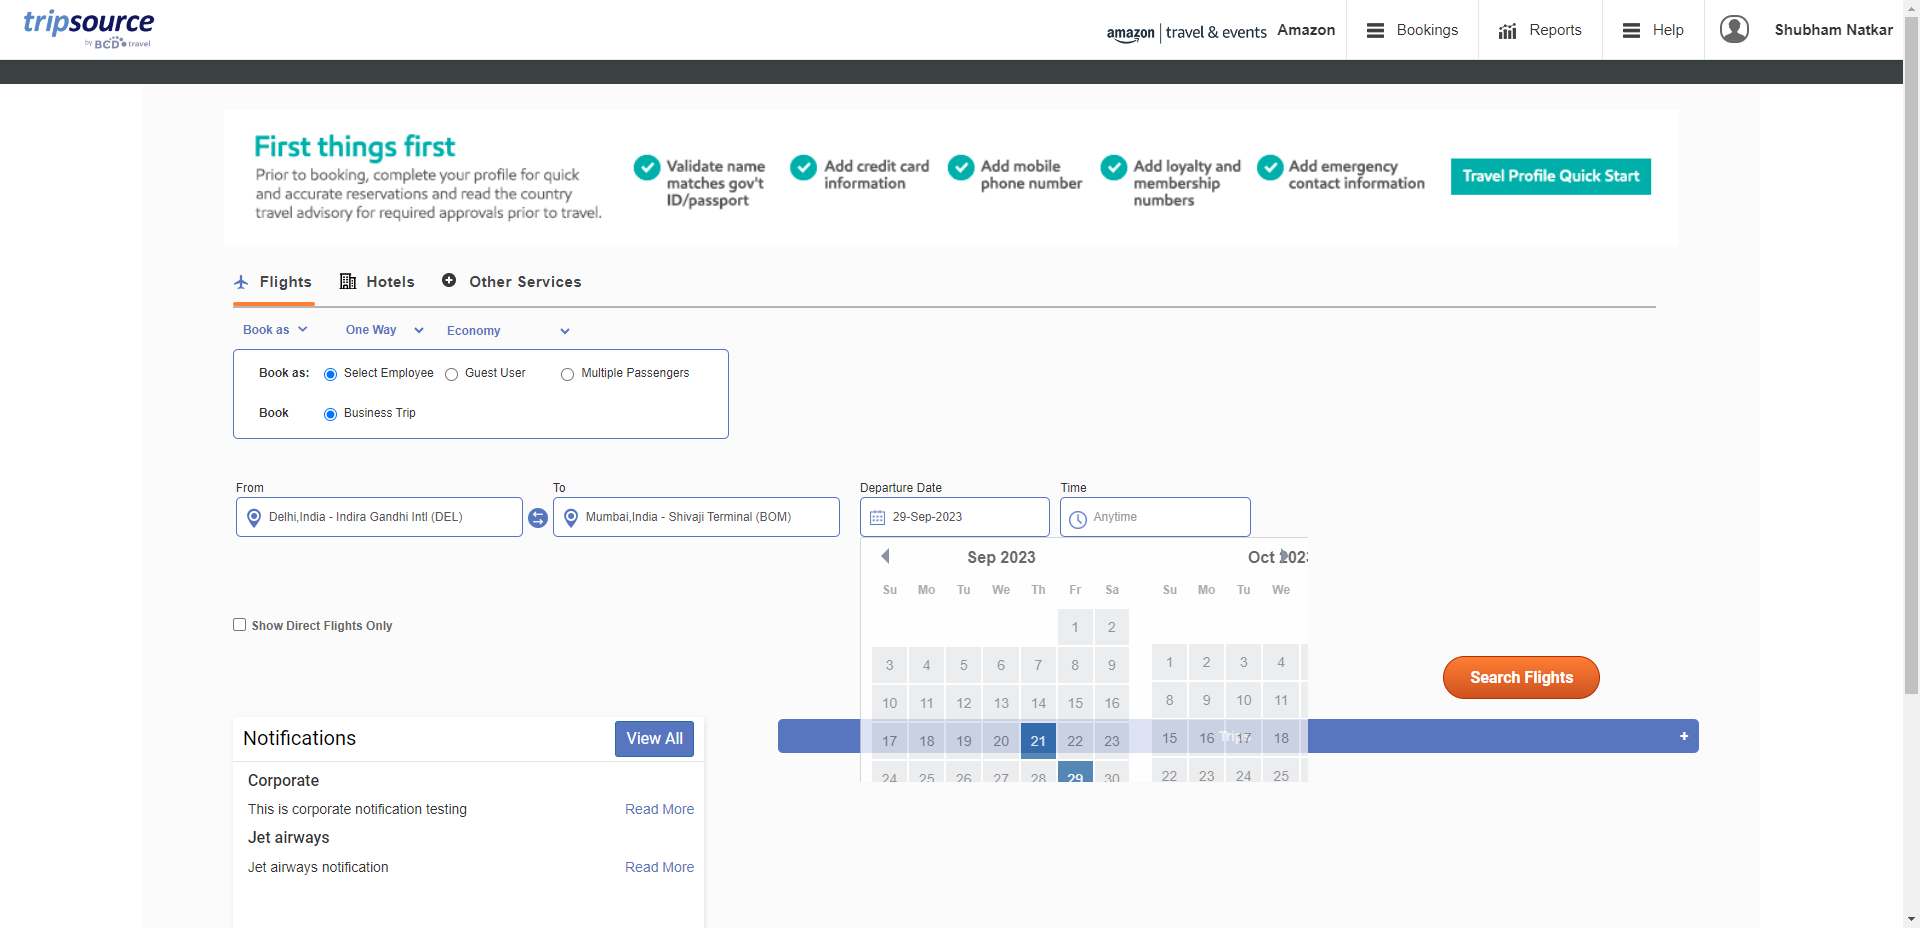 tripsource
by BCD travel
amazon | travel & events Amazon
Bookings
Reports
Help
Shubham Natkar
First things first
Prior to booking, complete your profile for quick
and accurate reservations and read the country
travel advisory for required approvals prior to travel.
Validate name
matches gov't
ID/passport
Add credit card
information
Add mobile
phone number
Add loyalty and
membership
numbers
Add emergency
contact information
Travel Profile Quick Start
Flights
Hotels
Other Services
Book as
One Way
Economy
Book as: Select Employee Guest User Multiple Passengers
Book Business Trip
From
To
Departure Date
Time
Delhi,India - Indira Gandhi Intl (DEL)
Mumbai,India - Shivaji Terminal (BOM)
29-Sep-2023
Anytime
Sep 2023
Su Mo Tu We Th Fr Sa
1 2
3 4 5 6 7 8 9
10 11 12 13 14 15 16
17 18 19 20 21 22 23
24 25 26 27 28 29 30
Oct 2023
Su Mo Tu We
1 2 3 4
8 9 10 11
15 16 17 18
22 23 24 25
Show Direct Flights Only
Search Flights
Trips +
Notifications
View All
Corporate
This is corporate notification testing Read More
Jet airways
Jet airways notification Read More